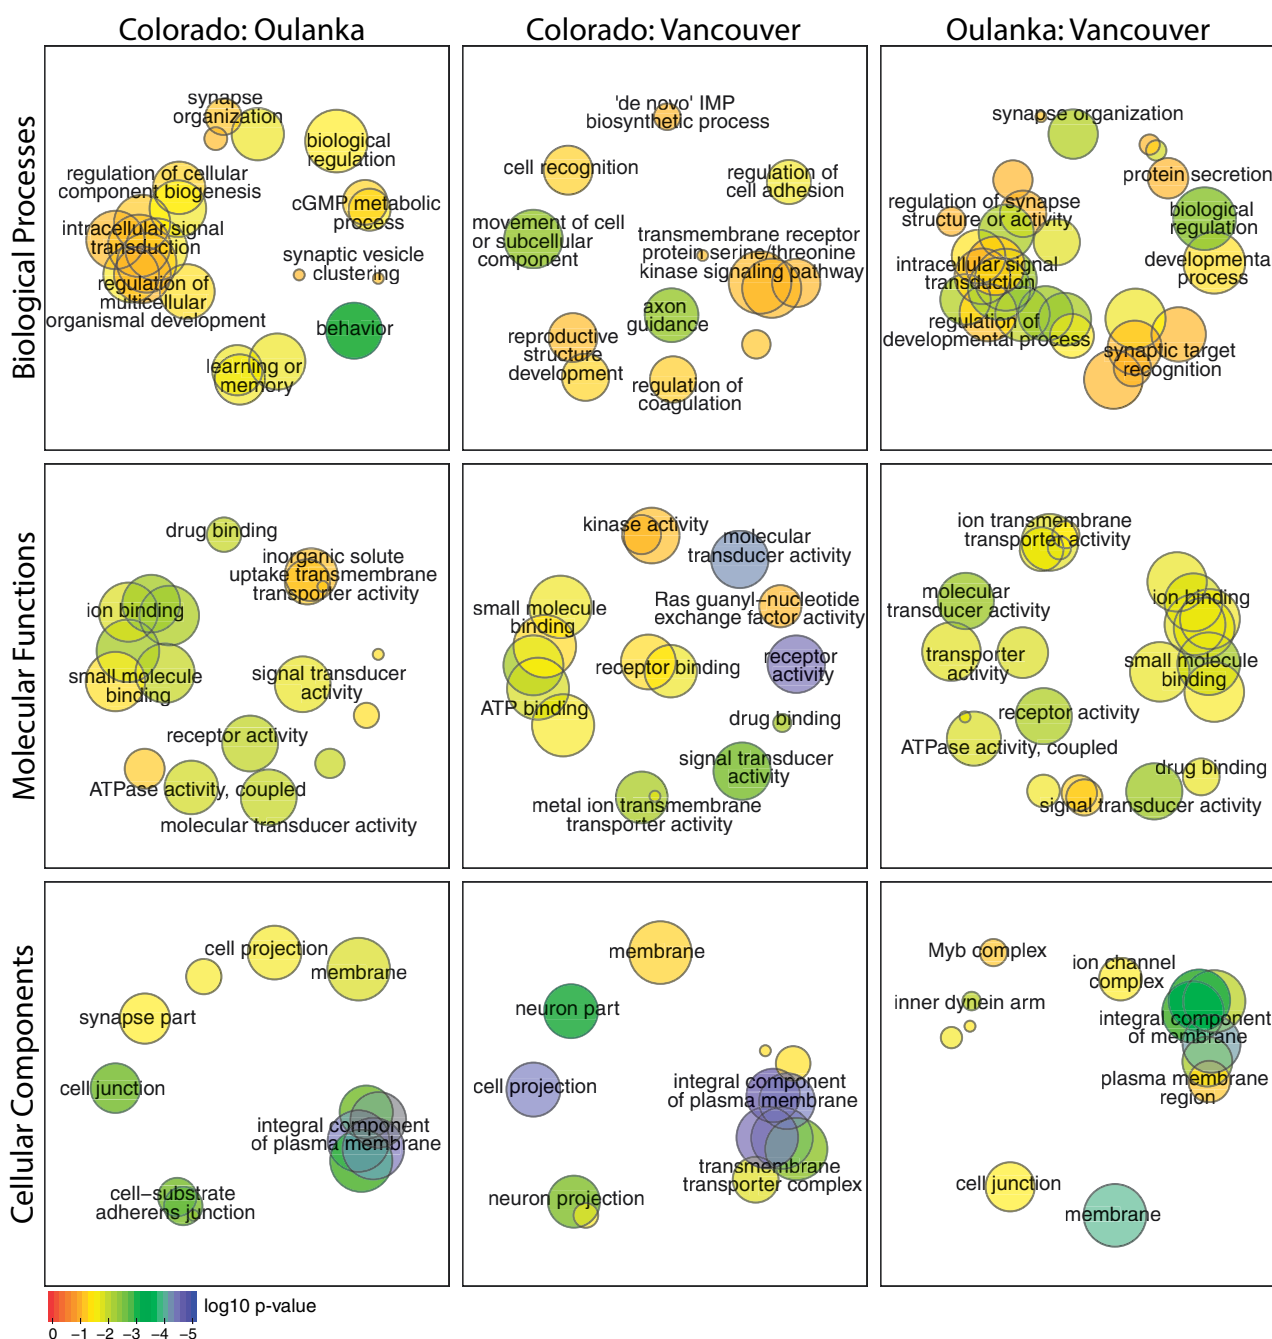 Colorado: Oulanka
Colorado: Vancouver
Oulanka: Vancouver
Biological Processes
synapse
organization
biological
regulation
regulation of cellular
component biogenesis
cGMP metabolic
process
intracellular signal
transduction
synaptic vesicle
clustering
regulation of
multicellular
organismal development
behavior
learning or
memory
'de novo' IMP
biosynthetic process
cell recognition
regulation of
cell adhesion
movement of cell
or subcellular
component
transmembrane receptor
protein serine/threonine
kinase signaling pathway
axon
guidance
reproductive
structure
development
regulation of
coagulation
synapse organization
protein secretion
regulation of synapse
structure or activity
biological
regulation
intracellular signal
transduction
developmenta
process
regulation of
developmental process
synaptic target
recognition
Molecular Functions
drug binding
inorganic solute
uptake transmembrane
transporter activity
ion binding
small molecule
binding
signal transducer
activity
receptor activity
ATPase activity, coupled
molecular transducer activity
kinase activity
molecular
transducer activity
small molecule
binding
Ras guanyl−nucleotide
exchange factor activity
receptor binding
receptor
activity
ATP binding
drug binding
signal transducer
activity
metal ion transmembrane
transporter activity
ion transmembrane
transporter activity
molecular
transducer activity
ion binding
transporter
activity
small molecule
binding
receptor activity
ATPase activity, coupled
drug binding
signal transducer activity
Cellular Components
cell projection
membrane
synapse part
cell junction
integral component
of plasma membrane
cell−substrate
adherens junction
membrane
neuron part
cell projection
integral component
of plasma membrane
transmembrane
transporter complex
neuron projection
Myb complex
ion channel
complex
inner dynein arm
integral component
of membrane
plasma membrane
region
cell junction
membrane
log10 p-value
0 −1 −2 −3 −4 −5